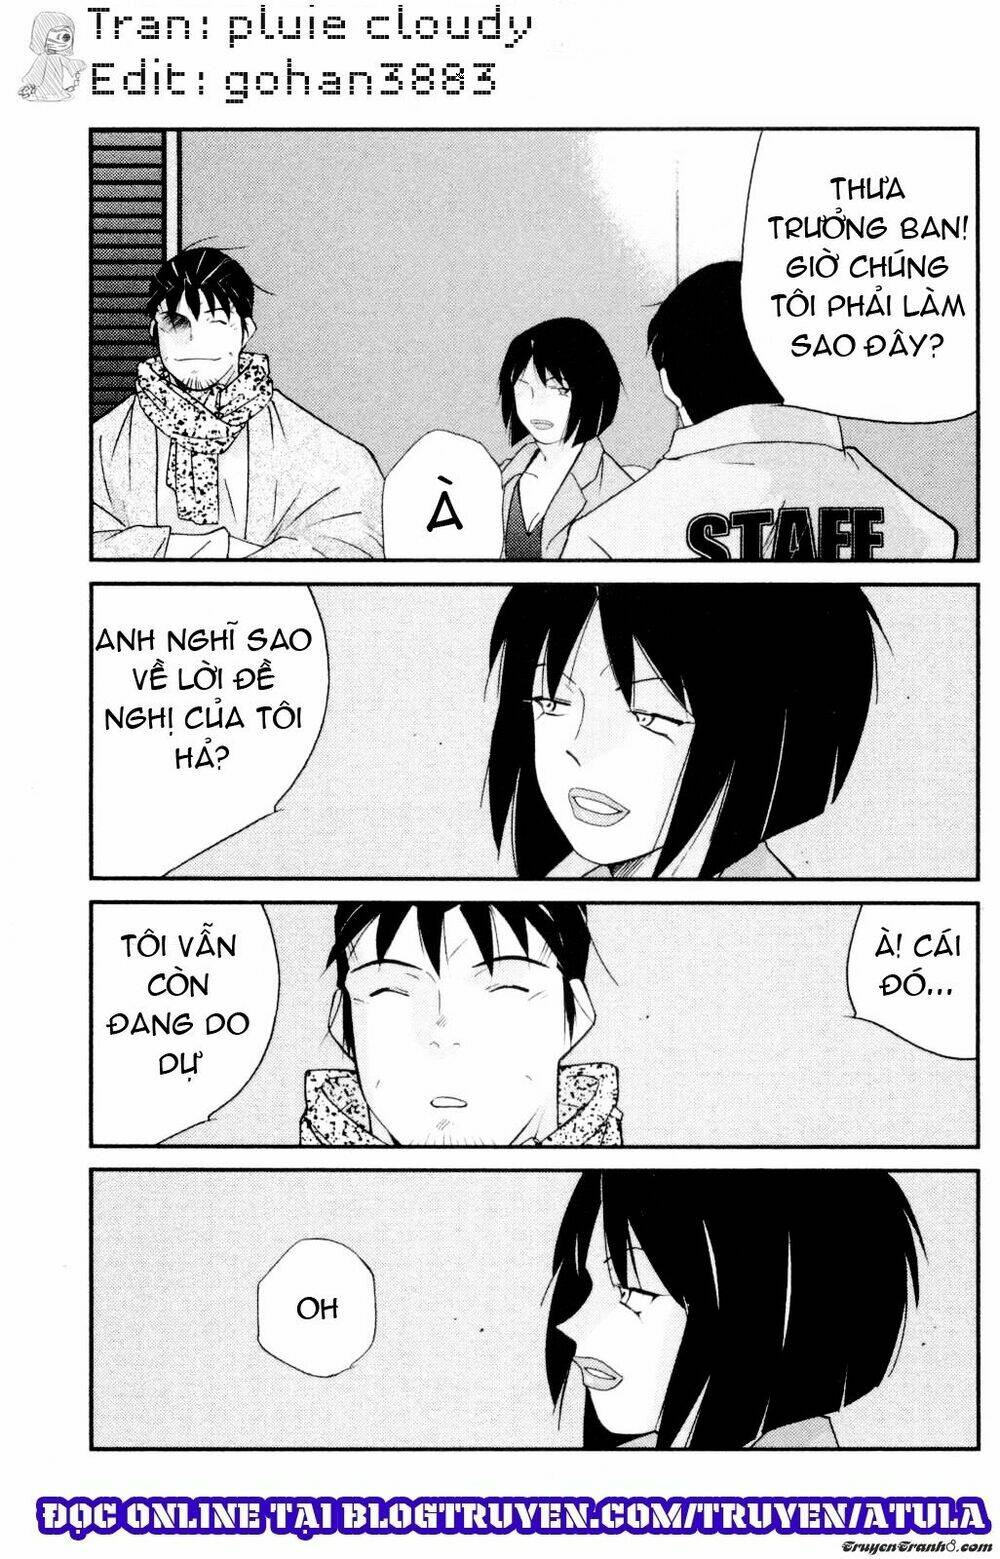 Tran: pluie cloudy
Edit: gohan3883
THƯA
TRƯỞNG BAN!
GIỜ CHÚNG
TÔI PHẢI LÀM
SAO ĐÂY?
À
STAFF
ANH NGHĨ SAO
VỀ LỜI ĐỀ
NGHỊ CỦA TÔI
HẢ?
À! CÁI
ĐÓ...
TÔI VẪN
CÒN
ĐANG DO
DỰ
OH
ĐỌC ONLINE TẠI BLOGTRUYEN.COM/TRUYEN/ATULA
TruyenTranh8.com